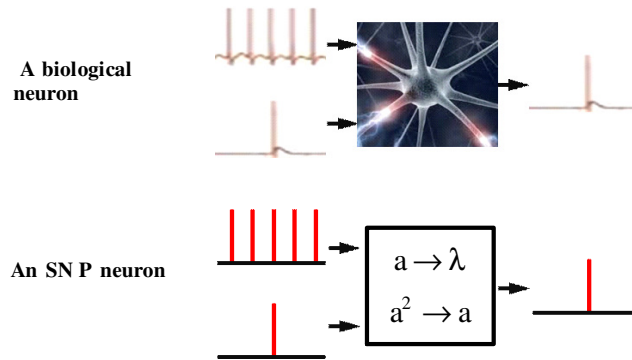 A biological
neuron
An SN P neuron
a → λ
a² → a